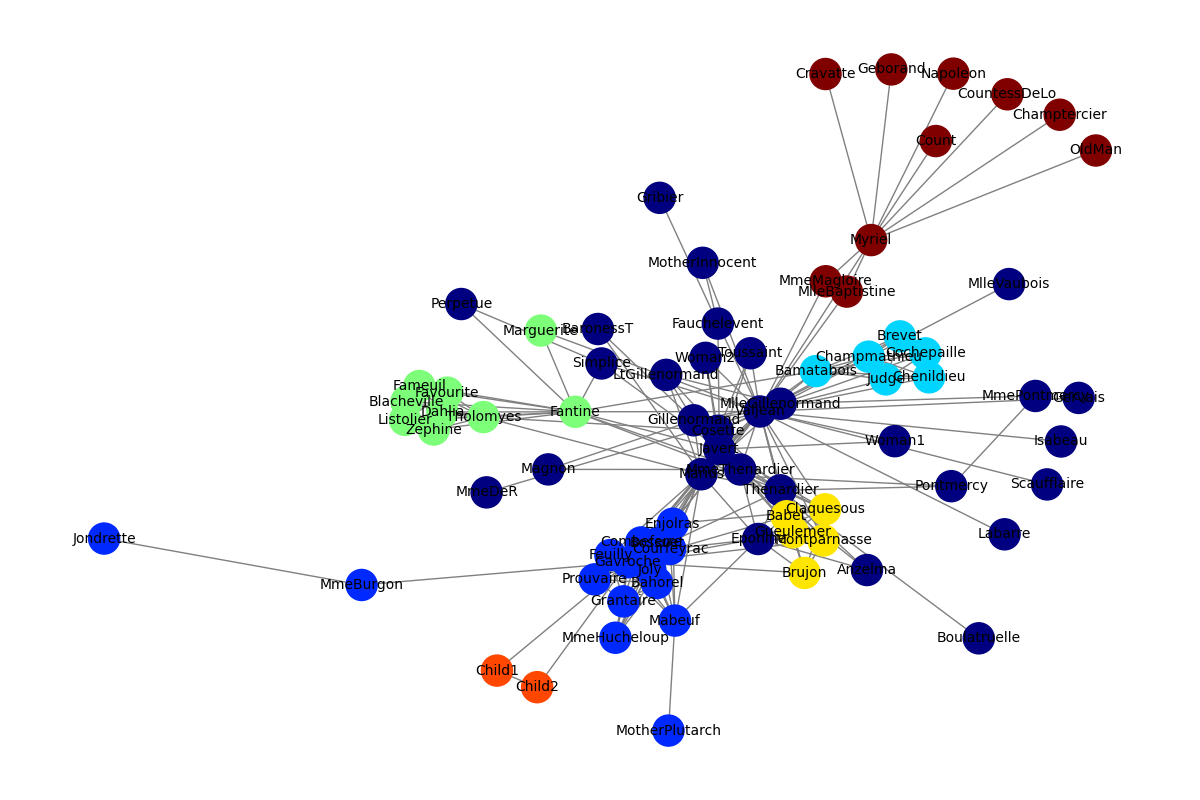 Cravatte
Geborand
Napoleon
CountessDeLo
Champtercier
Count
OldMan
Gribier
Myriel
MotherInnocent
MmeMagloire
MlleBaptistine
MlleVaubois
Perpetue
Marguerite
BaronessT
Fauchelevent
Brevet
Simplice
Woman2
Toussaint
Champmathieu
Cochepaille
LtGillenormand
Bamatabois
Judge
Chenildieu
Fameuil
Favourite
Blacheville
Dahlia
Listolier
Tholomyes
Zephine
Fantine
MlleGillenormand
Valjean
MmePontmercy
Gervais
Gillenormand
Cosette
Javert
Woman1
Isabeau
Magnon
Marius
MmeThenardier
MmeDeR
Thenardier
Pontmercy
Scaufflaire
Claquesous
Babet
Enjolras
Gueulemer
Labarre
Jondrette
Combeferre
Bossuet
Courfeyrac
Eponine
Montparnasse
Feuilly
Gavroche
Joly
Brujon
Anzelma
MmeBurgon
Prouvaire
Bahorel
Grantaire
Mabeuf
MmeHucheloup
Boulatruelle
Child1
Child2
MotherPlutarch